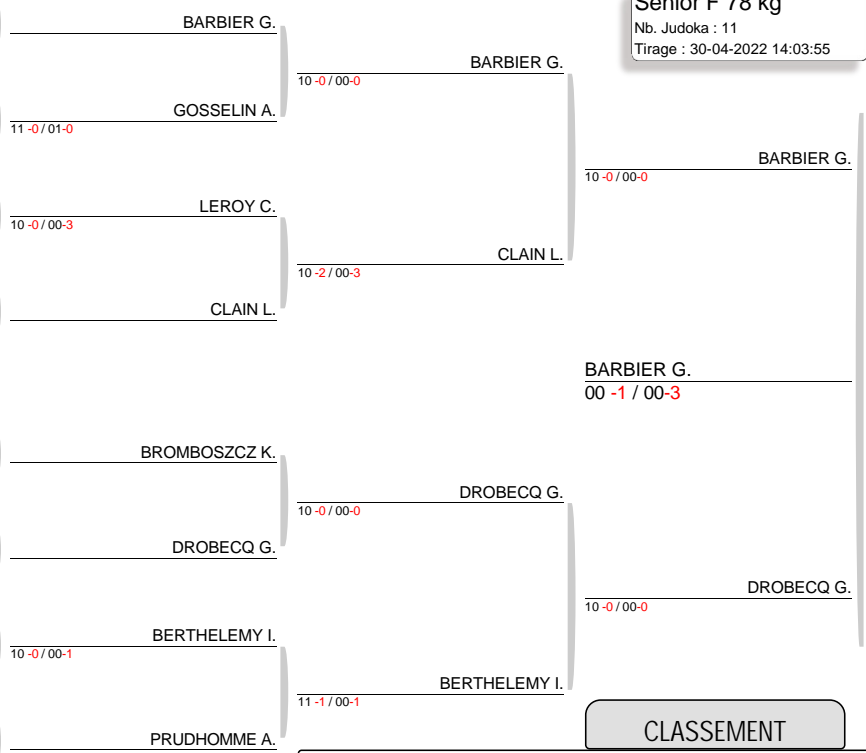 Senior F 78 kg
Nb. Judoka : 11
Tirage : 30-04-2022 14:03:55
BARBIER G.
BARBIER G.
10 -0 / 00-0
GOSSELIN A.
11 -0 / 01-0
BARBIER G.
10 -0 / 00-0
LEROY C.
10 -0 / 00-3
CLAIN L.
10 -2 / 00-3
CLAIN L.
BARBIER G.
00 -1 / 00-3
BROMBOSZCZ K.
DROBECQ G.
10 -0 / 00-0
DROBECQ G.
DROBECQ G.
10 -0 / 00-0
BERTHELEMY I.
10 -0 / 00-1
BERTHELEMY I.
11 -1 / 00-1
CLASSEMENT
PRUDHOMME A.